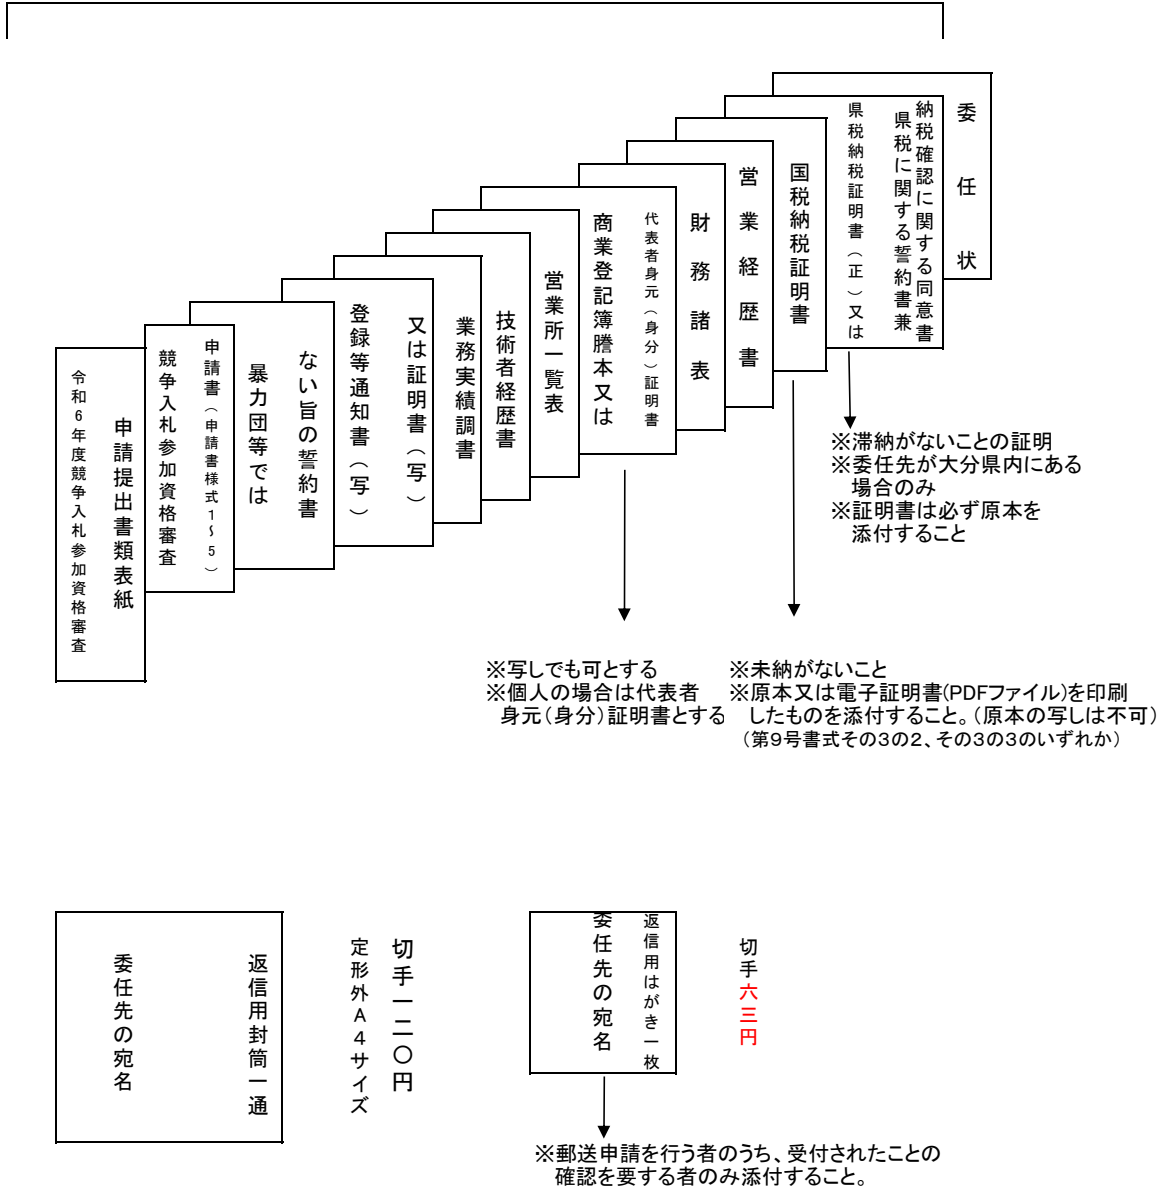 令和６年度競争入札参加資格審査
申請提出書類表紙
競争入札参加資格審査
申請書（申請書様式１～５）
暴力団等では
ない旨の誓約書
登録等通知書（写）
又は証明書（写）
業務実績調書
技術者経歴書
営業所一覧表
商業登記簿謄本又は
代表者身元（身分）証明書
財務諸表
営業経歴書
国税納税証明書
県税納税証明書（正）又は
県税に関する誓約書兼
納税確認に関する同意書
委任状
※滞納がないことの証明
※委任先が大分県内にある
場合のみ
※証明書は必ず原本を
添付すること
※写しでも可とする
※個人の場合は代表者
身元（身分）証明書とする
※未納がないこと
※原本又は電子証明書(PDFファイル)を印刷
したものを添付すること。（原本の写しは不可）
（第９号書式その３の２、その３の３のいずれか）
返信用封筒一通
委任先の宛名
切手一二〇円
定形外Ａ４サイズ
返信用はがき一枚
委任先の宛名
切手六三円
※郵送申請を行う者のうち、受付されたことの
確認を要する者のみ添付すること。